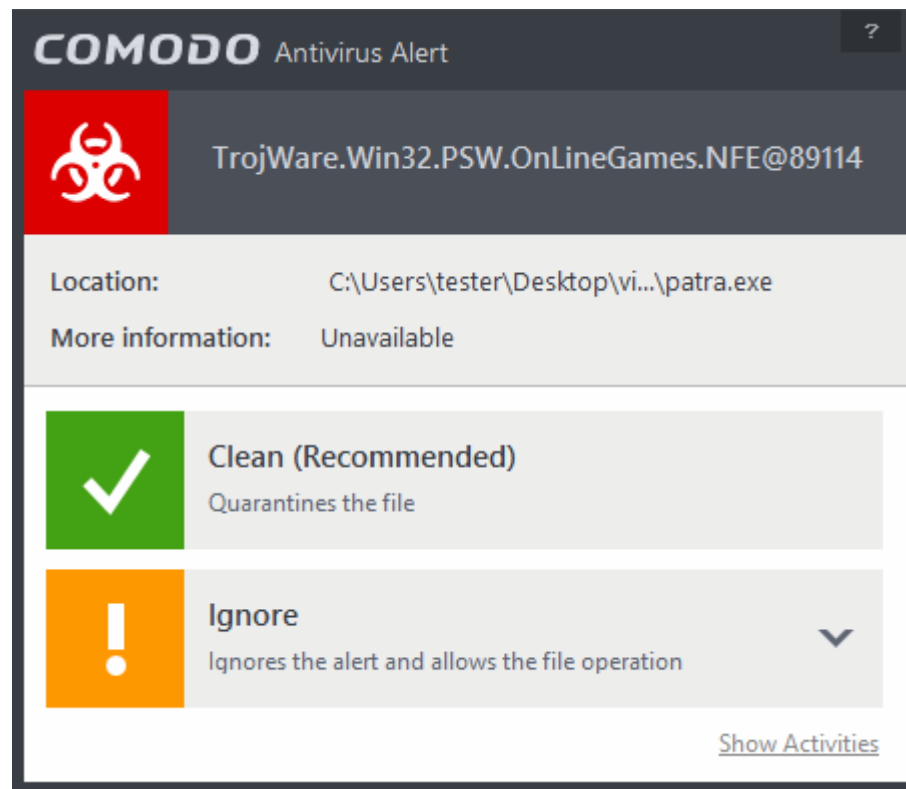 COMODO Antivirus Alert
?
TrojWare.Win32.PSW.OnLineGames.NFE@89114
Location: C:\Users\tester\Desktop\vi...\patra.exe
More information: Unavailable
Clean (Recommended)
Quarantines the file
Ignore
Ignores the alert and allows the file operation
Show Activities